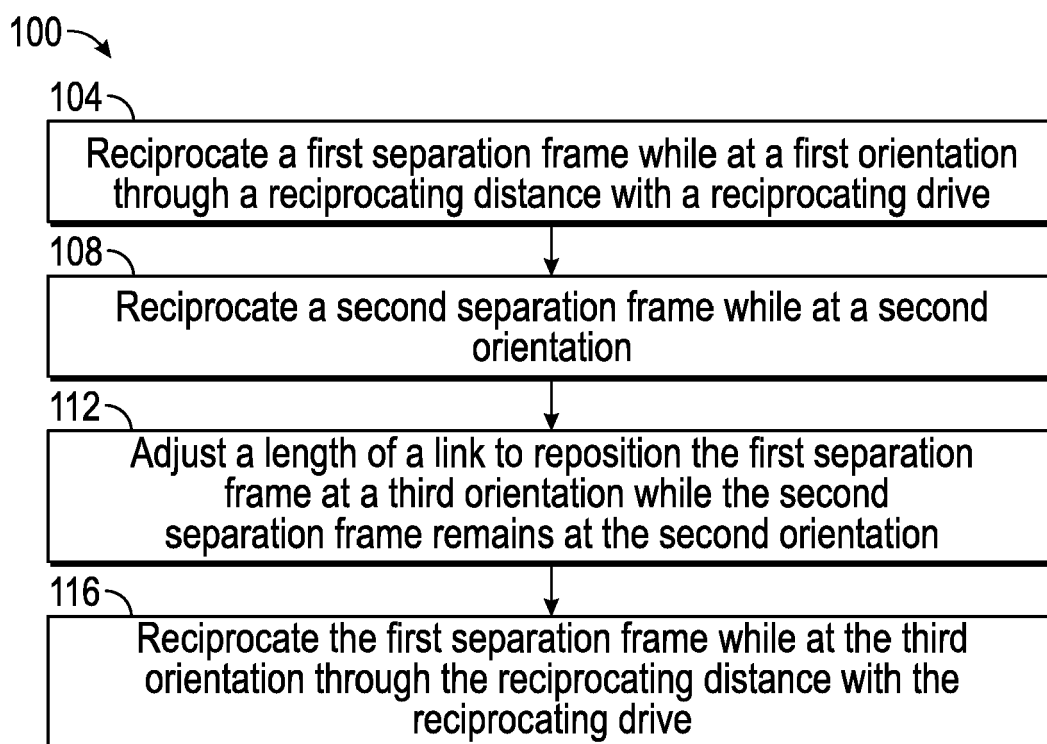 100
104
Reciprocate a first separation frame while at a first orientation
through a reciprocating distance with a reciprocating drive
108
Reciprocate a second separation frame while at a second
orientation
112
Adjust a length of a link to reposition the first separation
frame at a third orientation while the second
separation frame remains at the second orientation
116
Reciprocate the first separation frame while at the third
orientation through the reciprocating distance with the
reciprocating drive